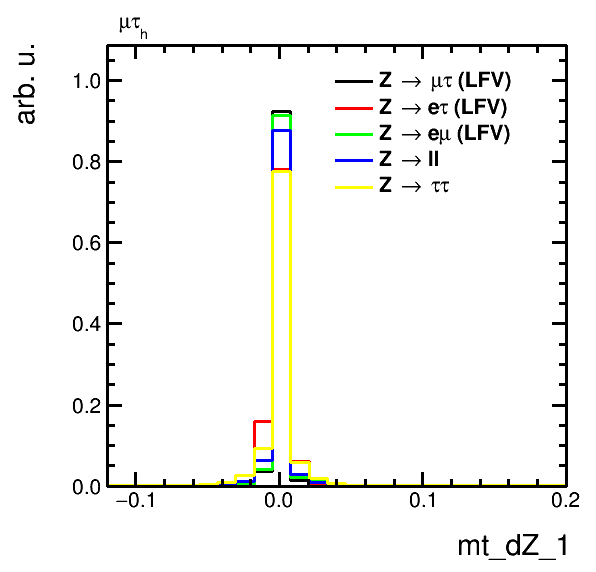 μτh
arb. u.
1.0
0.8
0.6
0.4
0.2
0.0
Z → μτ (LFV)
Z → eτ (LFV)
Z → eμ (LFV)
Z → ll
Z → ττ
−0.1 0.0 0.1 0.2
mt_dZ_1